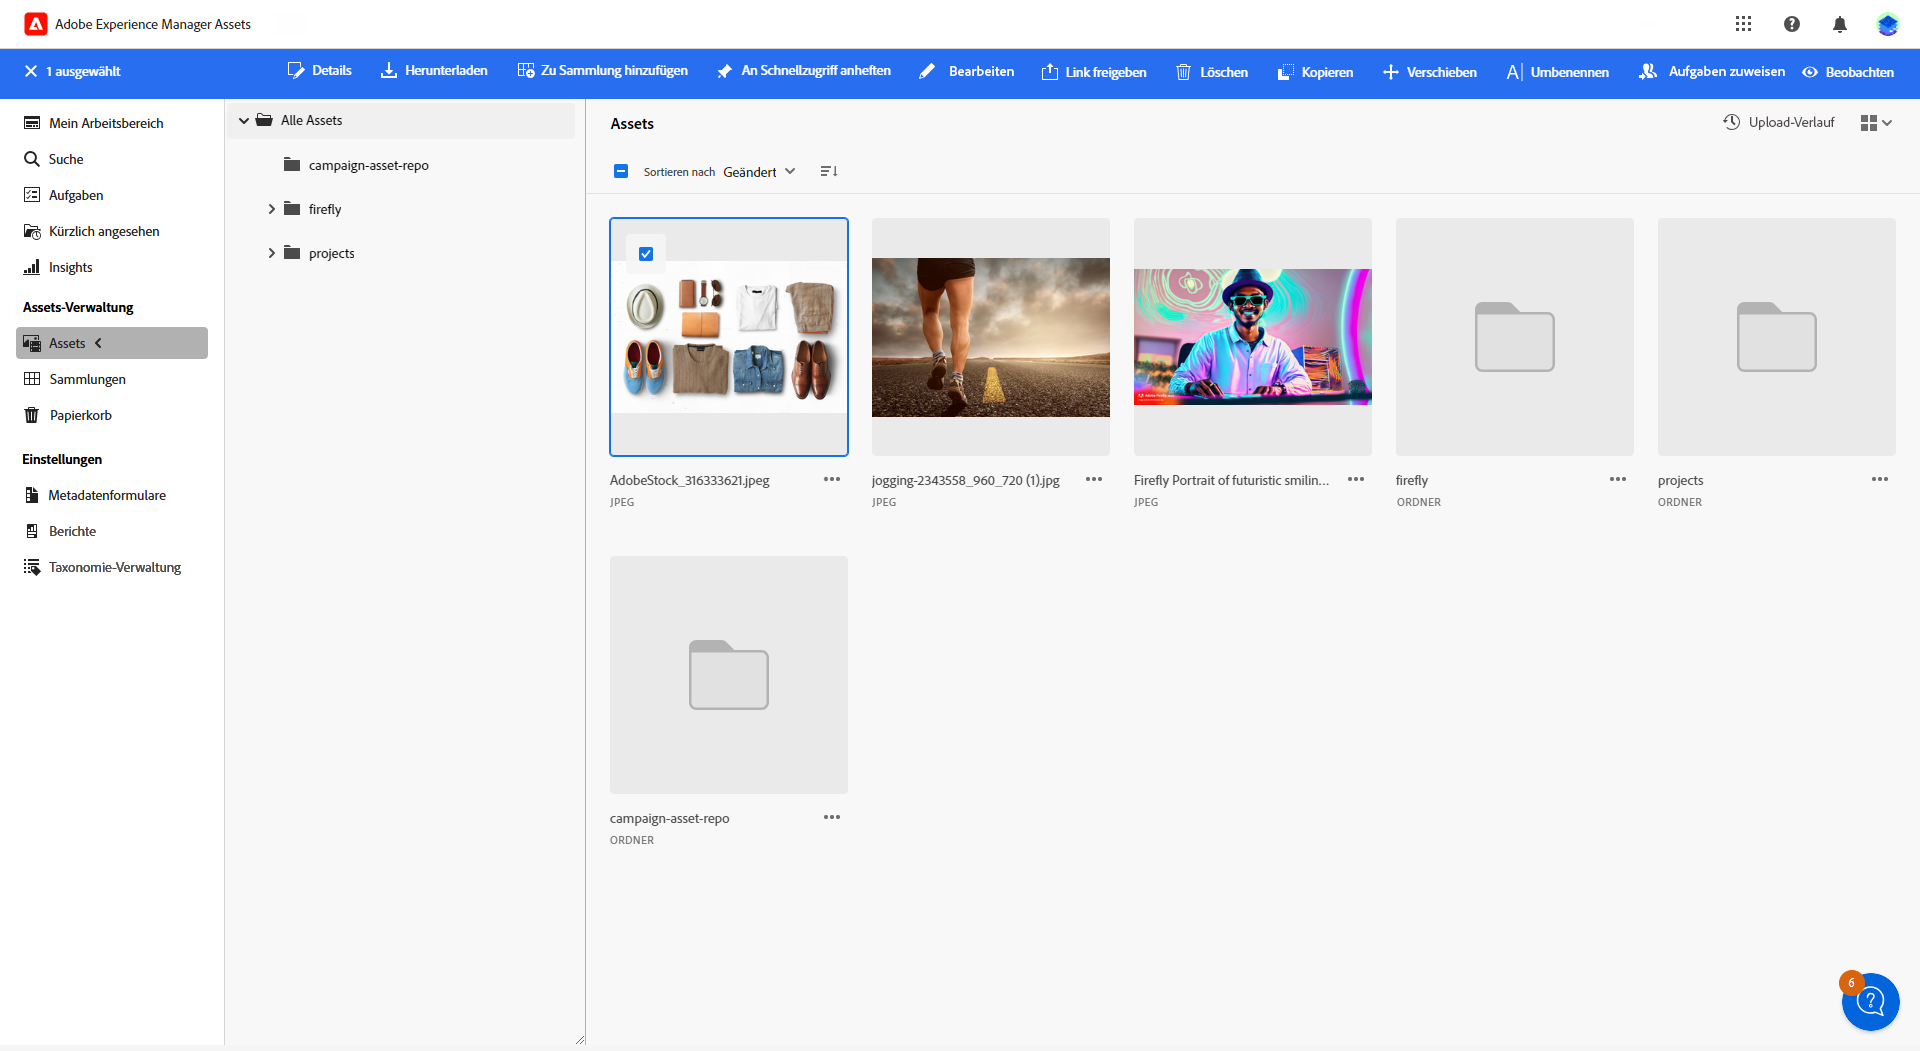 Adobe Experience Manager Assets
1 ausgewählt
Details
Herunterladen
Zu Sammlung hinzufügen
An Schnellzugriff anheften
Bearbeiten
Link freigeben
Löschen
Kopieren
Verschieben
Umbenennen
Aufgaben zuweisen
Beobachten
Mein Arbeitsbereich
Suche
Aufgaben
Kürzlich angesehen
Insights
Assets-Verwaltung
Assets
Sammlungen
Papierkorb
Einstellungen
Metadatenformulare
Berichte
Taxonomie-Verwaltung
Alle Assets
campaign-asset-repo
firefly
projects
Assets
Upload-Verlauf
Sortieren nach Geändert
AdobeStock_316333621.jpeg
JPEG
jogging-2343558_960_720 (1).jpg
JPEG
Firefly Portrait of futuristic smilin...
JPEG
firefly
ORDNER
projects
ORDNER
campaign-asset-repo
ORDNER
6